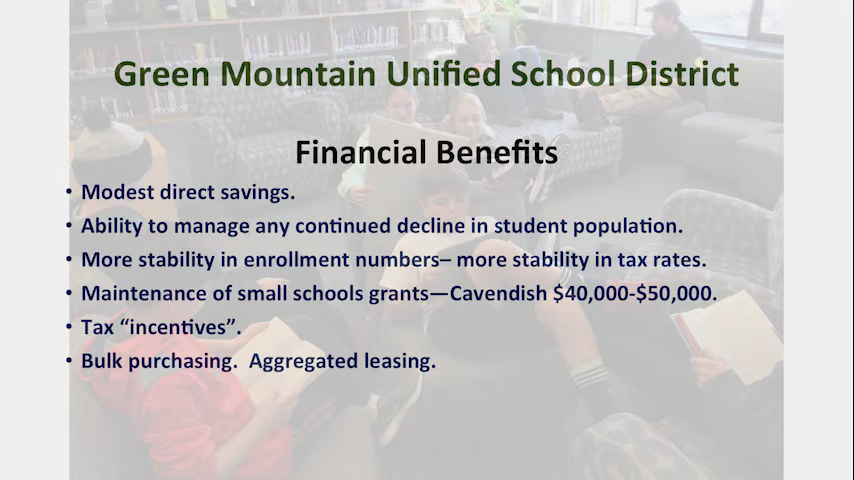 Green Mountain Unified School District
Financial Benefits
• Modest direct savings.
• Ability to manage any continued decline in student population.
• More stability in enrollment numbers– more stability in tax rates.
• Maintenance of small schools grants—Cavendish $40,000-$50,000.
• Tax “incentives”.
• Bulk purchasing.  Aggregated leasing.